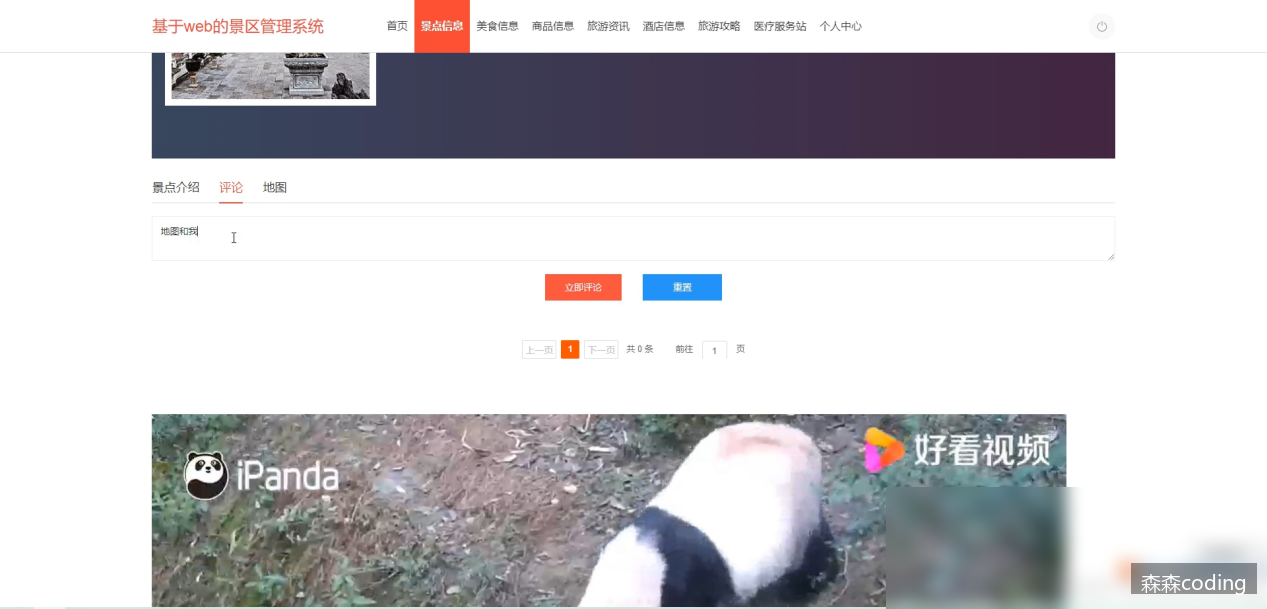 基于web的景区管理系统
首页 景点信息 美食信息 商品信息 旅游资讯 酒店信息 旅游攻略 医疗服务站 个人中心
景点介绍 评论 地图
地图和我
立即评论 重置
上一页 1 下一页 共 0 条 前往 1 页
iPanda
好看视频
森森coding